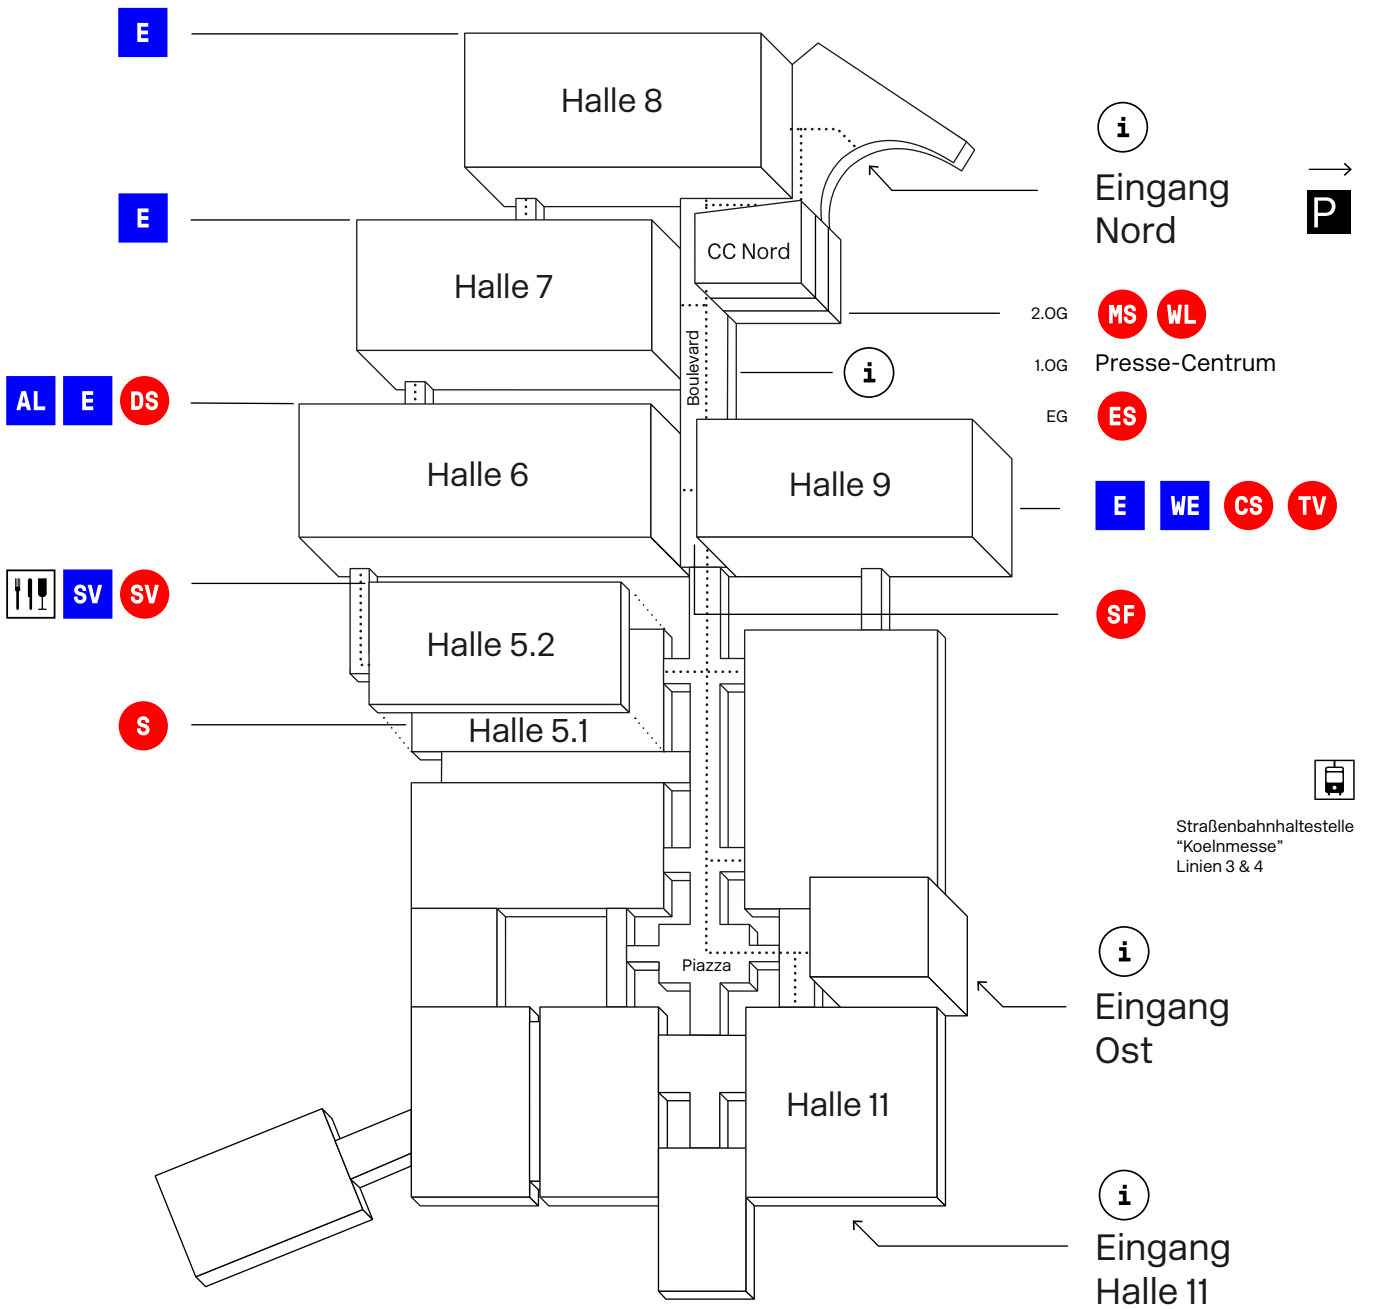 E
Halle 8
i
Eingang
Nord
P
E
CC Nord
Halle 7
2.OG
MS
WL
Boulevard
1.OG
Presse-Centrum
i
AL
E
DS
EG
ES
Halle 6
Halle 9
E
WE
CS
TV
SV
SV
SF
Halle 5.2
S
Halle 5.1
Straßenbahnhaltestelle
“Koelnmesse”
Linien 3 & 4
i
Piazza
Eingang
Ost
Halle 11
i
Eingang
Halle 11